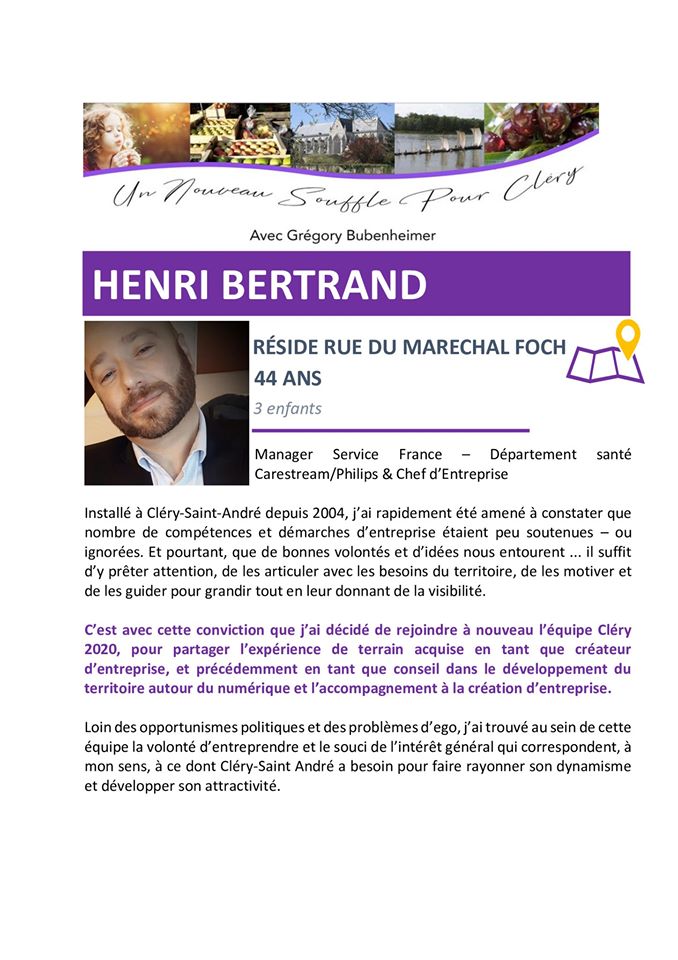 Un Nouveau Souffle Pour Cléry
Avec Grégory Bubenheimer
HENRI BERTRAND
RÉSIDE RUE DU MARECHAL FOCH
44 ANS
3 enfants
Manager Service France – Département santé
Carestream/Philips & Chef d’Entreprise
Installé à Cléry-Saint-André depuis 2004, j’ai rapidement été amené à constater que
nombre de compétences et démarches d’entreprise étaient peu soutenues – ou
ignorées. Et pourtant, que de bonnes volontés et d’idées nous entourent ... il suffit
d’y prêter attention, de les articuler avec les besoins du territoire, de les motiver et
de les guider pour grandir tout en leur donnant de la visibilité.
C’est avec cette conviction que j’ai décidé de rejoindre à nouveau l’équipe Cléry
2020, pour partager l’expérience de terrain acquise en tant que créateur
d’entreprise, et précédemment en tant que conseil dans le développement du
territoire autour du numérique et l’accompagnement à la création d’entreprise.
Loin des opportunismes politiques et des problèmes d’ego, j’ai trouvé au sein de cette
équipe la volonté d’entreprendre et le souci de l’intérêt général qui correspondent, à
mon sens, à ce dont Cléry-Saint André a besoin pour faire rayonner son dynamisme
et développer son attractivité.